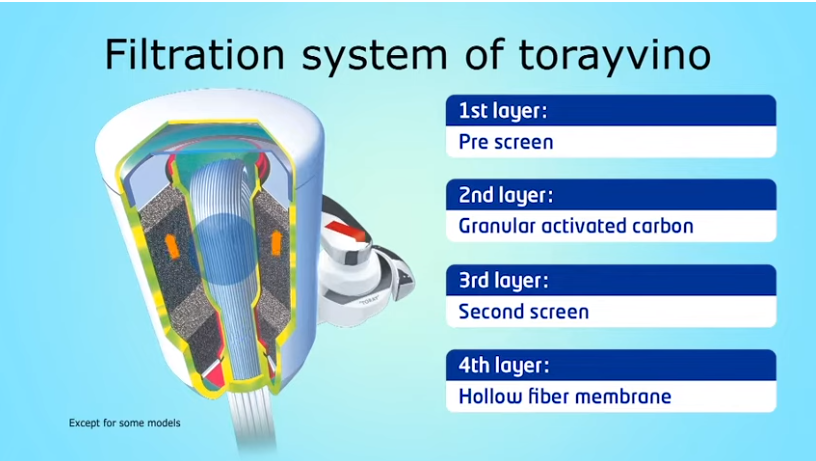 Filtration system of torayvino
1st layer:
Pre screen
2nd layer:
Granular activated carbon
3rd layer:
Second screen
4th layer:
Hollow fiber membrane
"TORAY"
Except for some models